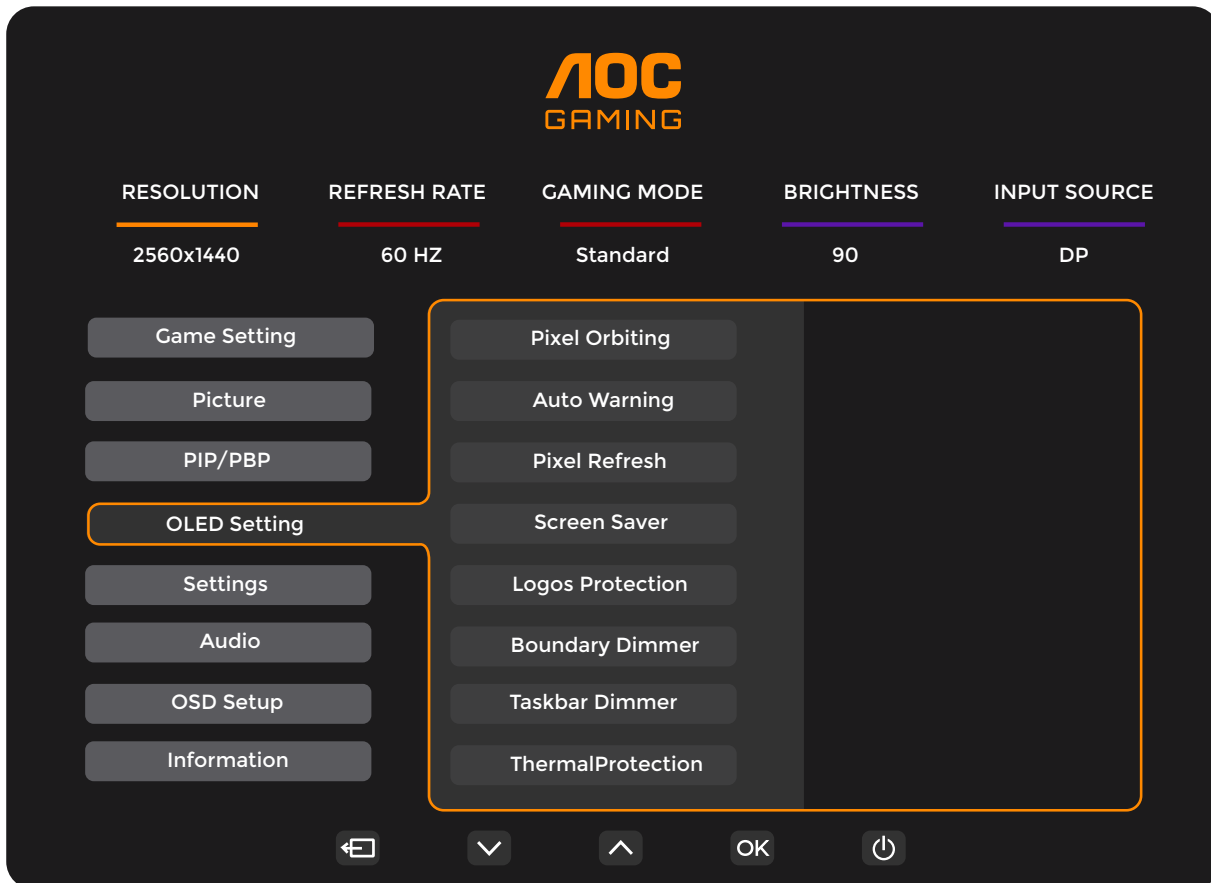 AOC
GAMING
RESOLUTION REFRESH RATE GAMING MODE BRIGHTNESS INPUT SOURCE
2560x1440 60 HZ Standard 90 DP
Game Setting Pixel Orbiting
Picture Auto Warning
PIP/PBP Pixel Refresh
OLED Setting Screen Saver
Settings Logos Protection
Audio Boundary Dimmer
OSD Setup Taskbar Dimmer
Information ThermalProtection
OK